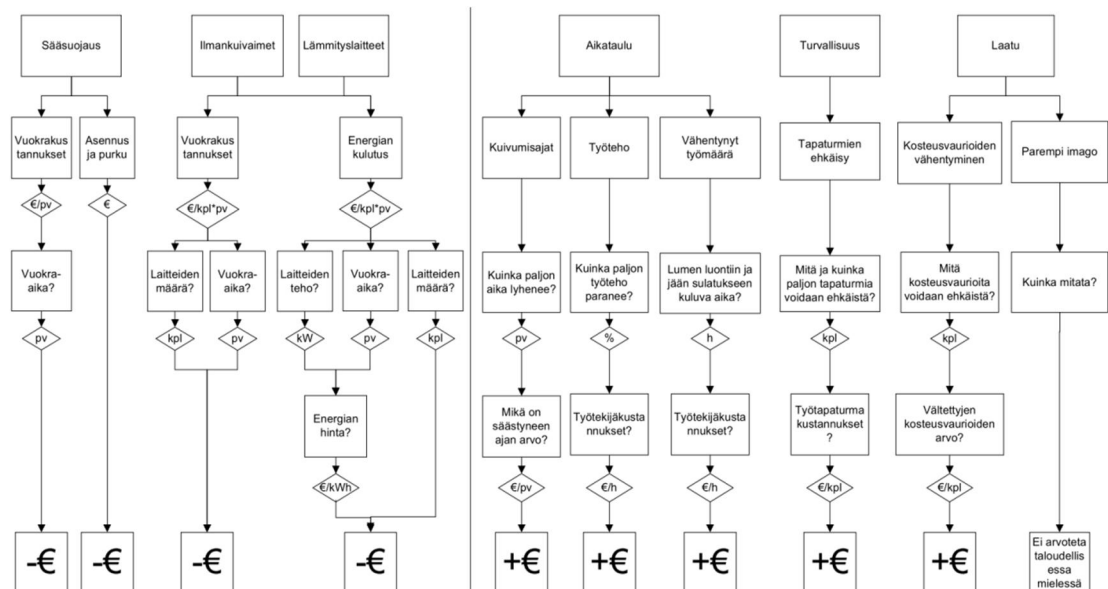 Sääsuojaus
Ilmankuivaimet
Lämmityslaitteet
Aikataulu
Turvallisuus
Laatu
Vuokrakus
tannukset
Asennus
ja purku
Vuokrakus
tannukset
Energian
kulutus
Kuivumisajat
Työteho
Vähentynyt
työmäärä
Tapaturmien
ehkäisy
Kosteusvaurioiden
vähentyminen
Parempi imago
€/pv
€
€/kpl*pv
€/kpl*pv
Vuokra-
aika?
Laitteiden
määrä?
Vuokra-
aika?
Laitteiden
teho?
Vuokra-
aika?
Laitteiden
määrä?
Kuinka paljon
aika lyhenee?
Kuinka paljon
työteho
paranee?
Lumen luontiin ja
jään sulatukseen
kuluva aika?
Mitä ja kuinka
paljon tapaturmia
voidaan ehkäistä?
Mitä
kosteusvaurioita
voidaan ehkäistä?
Kuinka mitata?
pv
kpl
pv
kW
pv
kpl
pv
%
h
kpl
kpl
Energian
hinta?
Mikä on
säästyneen
ajan arvo?
Työtekijäkusta
nnukset?
Työtekijäkusta
nnukset?
Työtapaturma
kustannukset
?
Vältettyjen
kosteusvaurioiden
arvo?
€/kWh
€/pv
€/h
€/h
€/kpl
€/kpl
-€
-€
-€
-€
+€
+€
+€
+€
+€
Ei arvoteta
taloudellis
essa
mielessä